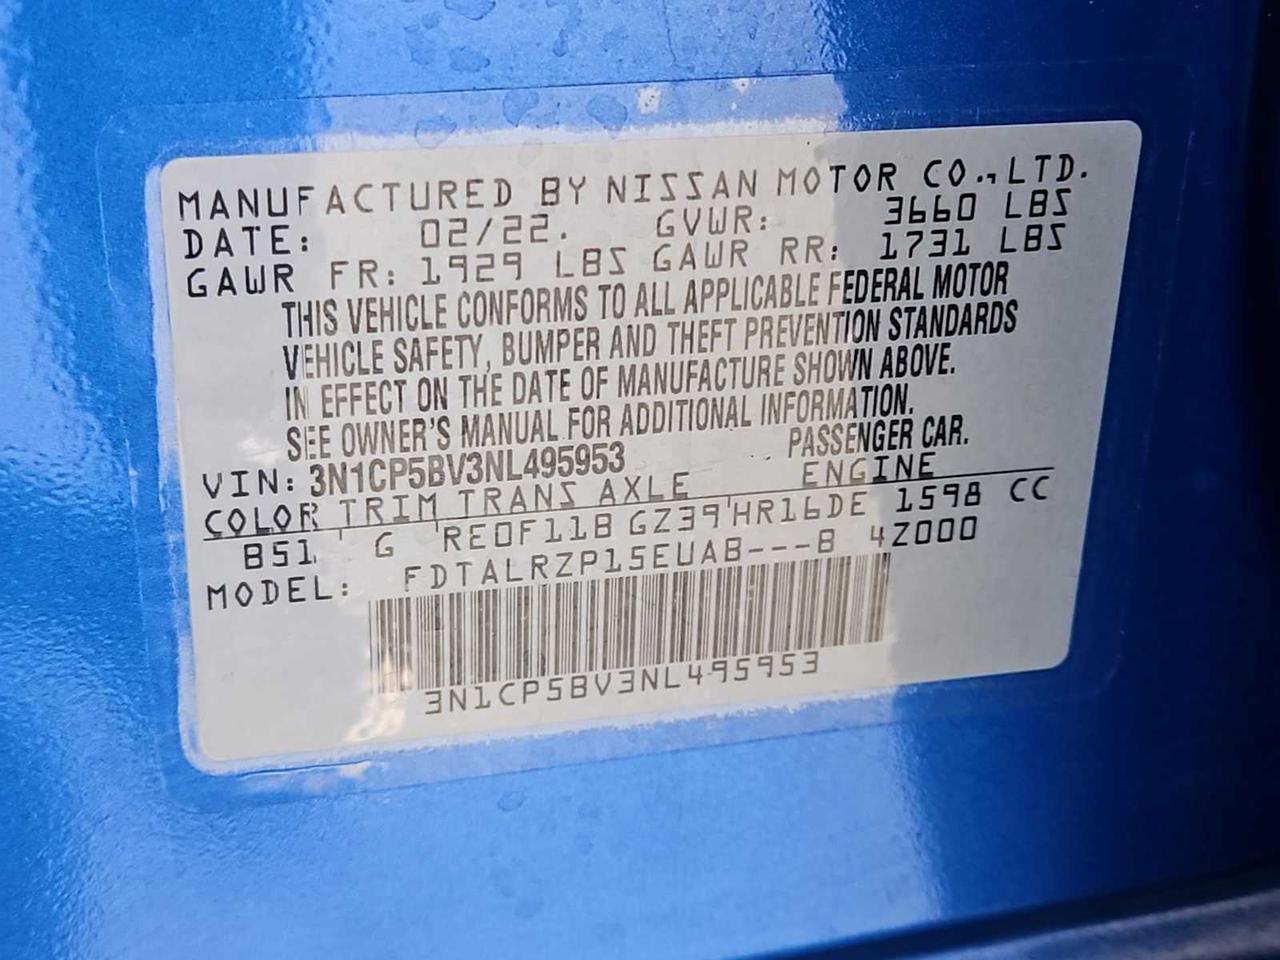 MANUFACTURED BY NISSAN MOTOR CO., LTD.
DATE: 02/22. GVWR: 3660 LBS
GAWR FR: 1929 LBS GAWR RR: 1731 LBS
THIS VEHICLE CONFORMS TO ALL APPLICABLE FEDERAL MOTOR
VEHICLE SAFETY, BUMPER AND THEFT PREVENTION STANDARDS
IN EFFECT ON THE DATE OF MANUFACTURE SHOWN ABOVE.
SEE OWNER'S MANUAL FOR ADDITIONAL INFORMATION.
VIN: 3N1CP5BV3NL495953 PASSENGER CAR.
COLOR TRIM TRANS AXLE ENGINE
B51 G RE0F11B GZ39 HR16DE 1598 CC
MODEL: FDTALRZP15EUAB---B 4Z000
3N1CP5BV3NL495953